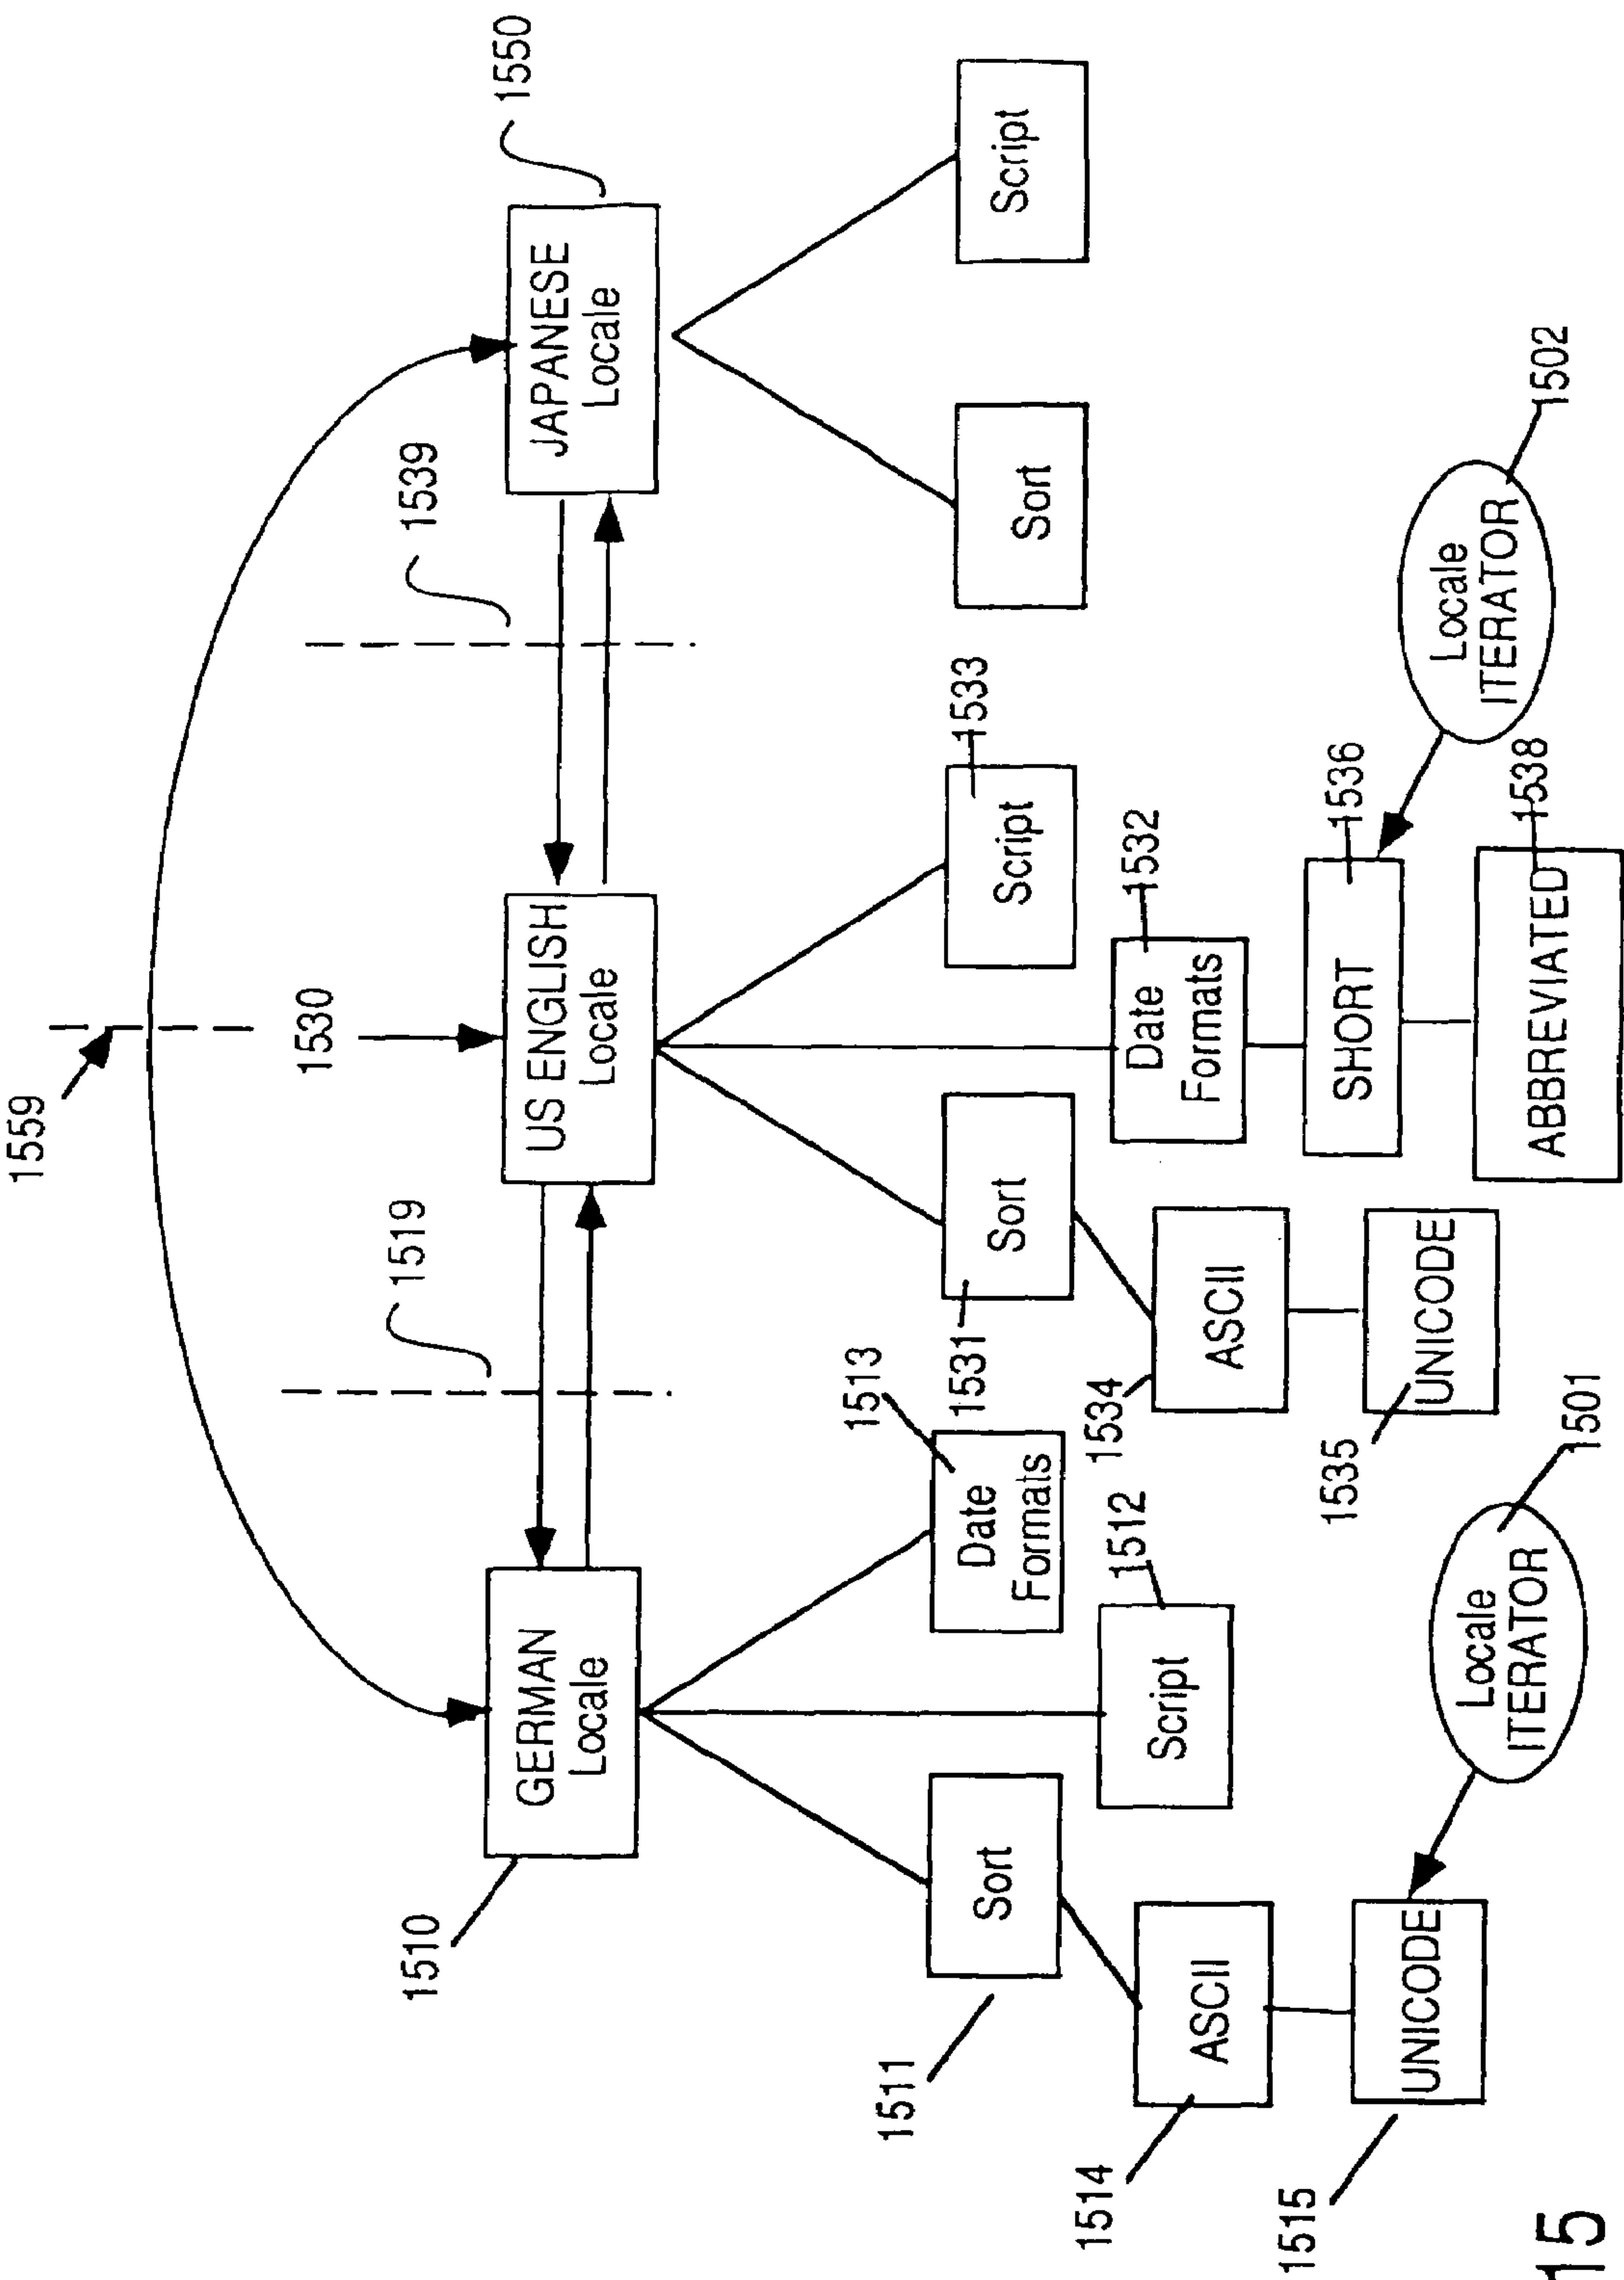 1559
1550
1539
1530
1519
1510
GERMAN
Locale
US ENGLISH
Locale
JAPANESE
Locale
1511
Sort
Script
1512
Date
Formats
1513
1514
ASCII
1515
UNICODE
Locale
ITERATOR
1501
1531
Sort
Date
Formats
1532
Script
1533
1534
ASCII
1535
UNICODE
SHORT
1536
ABBREVIATED
1538
Locale
ITERATOR
1502
Sort
Script
15